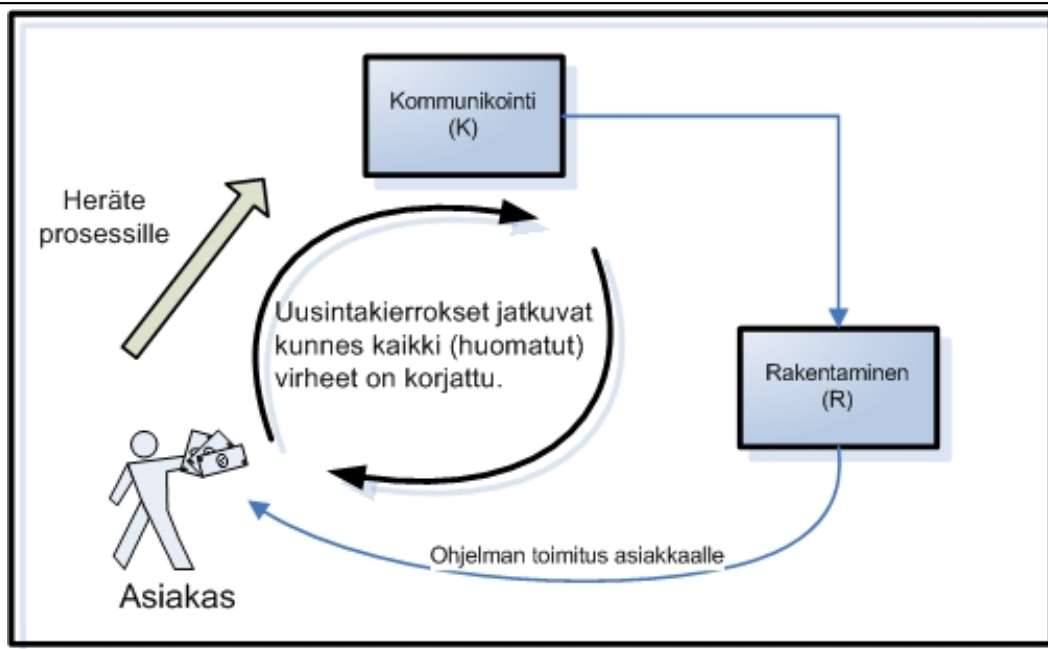 Kommunikointi
(K)
Heräte
prosessille
Uusintakierrokset jatkuvat
kunnes kaikki (huomatut)
virheet on korjattu.
Rakentaminen
(R)
Ohjelman toimitus asiakkaalle
Asiakas